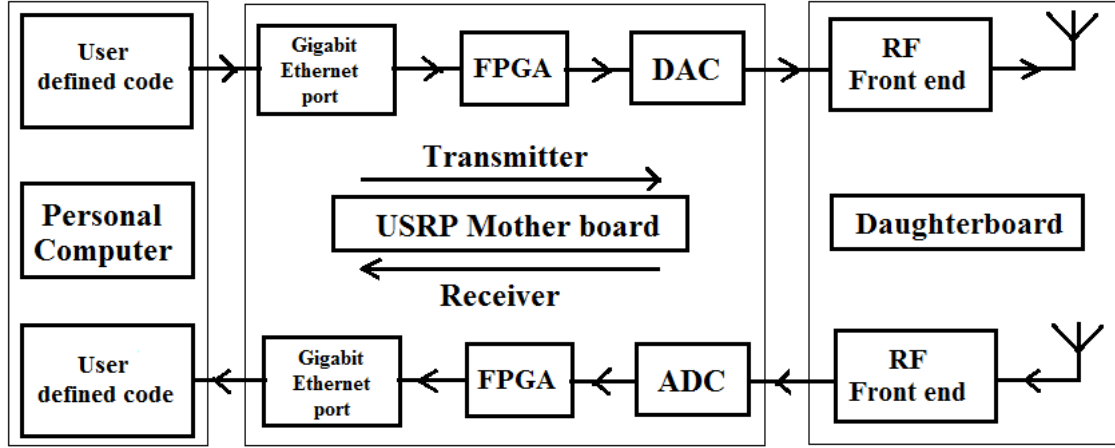 User
defined code
Gigabit
Ethernet
port
FPGA
DAC
RF
Front end
Transmitter
Personal
Computer
USRP Mother board
Daughterboard
Receiver
User
defined code
Gigabit
Ethernet
port
FPGA
ADC
RF
Front end